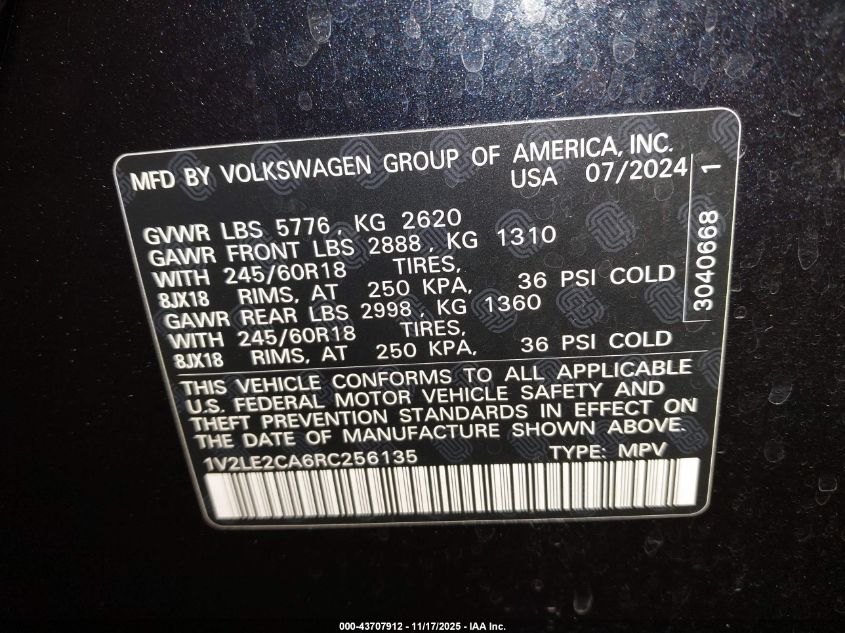 MFD BY VOLKSWAGEN GROUP OF AMERICA, INC.
USA 07/2024
GVWR LBS 5776, KG 2620
GAWR FRONT LBS 2888, KG 1310
WITH 245/60R18 TIRES,
8JX18 RIMS, AT 250 KPA, 36 PSI COLD
GAWR REAR LBS 2998, KG 1360
WITH 245/60R18 TIRES,
8JX18 RIMS, AT 250 KPA, 36 PSI COLD
THIS VEHICLE CONFORMS TO ALL APPLICABLE
U.S. FEDERAL MOTOR VEHICLE SAFETY AND
THEFT PREVENTION STANDARDS IN EFFECT ON
THE DATE OF MANUFACTURE SHOWN ABOVE.
1V2LE2CA6RC256135 TYPE: MPV
3040668 1
000-43707912 - 11/17/2025 - IAA Inc.